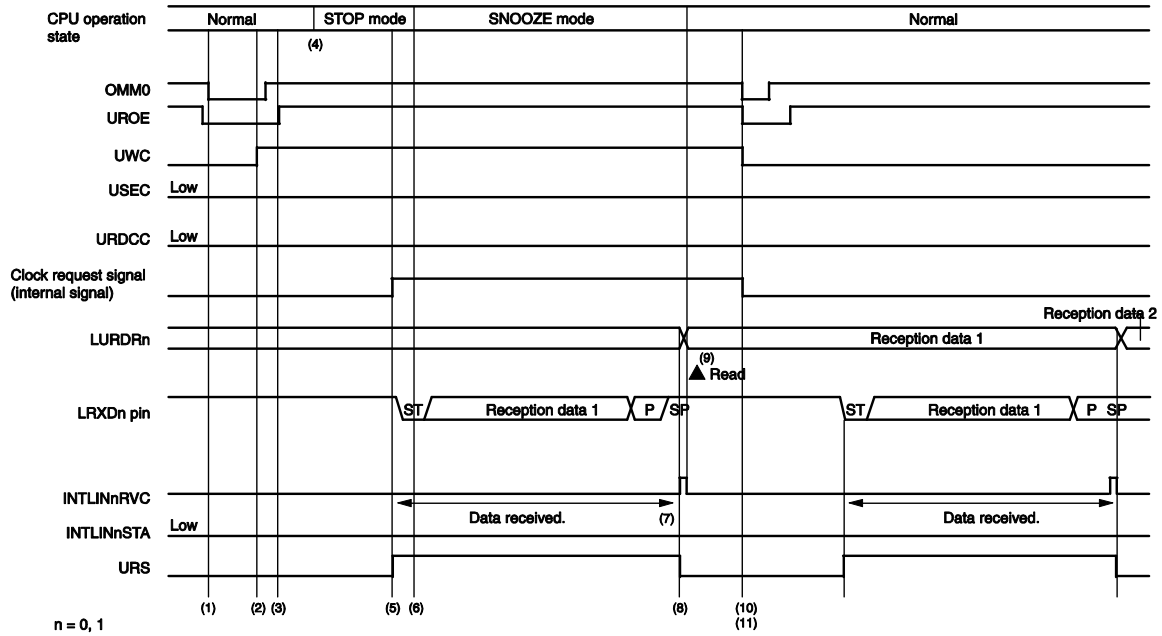 CPU operation state
Normal STOP mode SNOOZE mode Normal
(4)
OMM0
UROE
UWC
USEC Low
URDCC Low
Clock request signal
(internal signal)
Reception data 2
LURDRn Reception data 1
(9)
▲ Read
LRXDn pin ST Reception data 1 P SP ST Reception data 1 P SP
INTLINnRVC
Data received. (7) Data received.
INTLINnSTA Low
URS
(1) (2) (3) (5) (6) (8) (10)
(11)
n = 0, 1